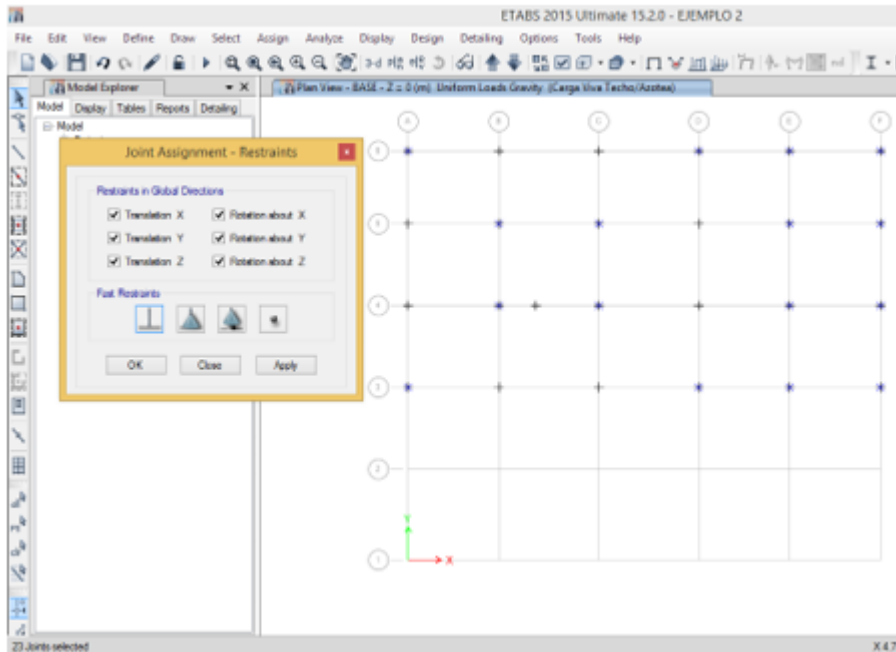 ETABS 2015 Ultimate 15.2.0 - EJEMPLO 2
File Edit View Define Draw Select Assign Analyze Display Design Detailing Options Tools Help
Model Explorer
Plan View - BASE - Z = 0 (m) Uniform Loads Gravity (Carga Viva Techo/Azotea)
Model Display Tables Reports Detailing
Model
Joint Assignment - Restraints
Restraints in Global Directions
Translation X Rotation about X
Translation Y Rotation about Y
Translation Z Rotation about Z
Fast Restraints
OK Close Apply
A B C D E F
5
4
3
2
1
Y
X
23 Joints selected
X 4.7